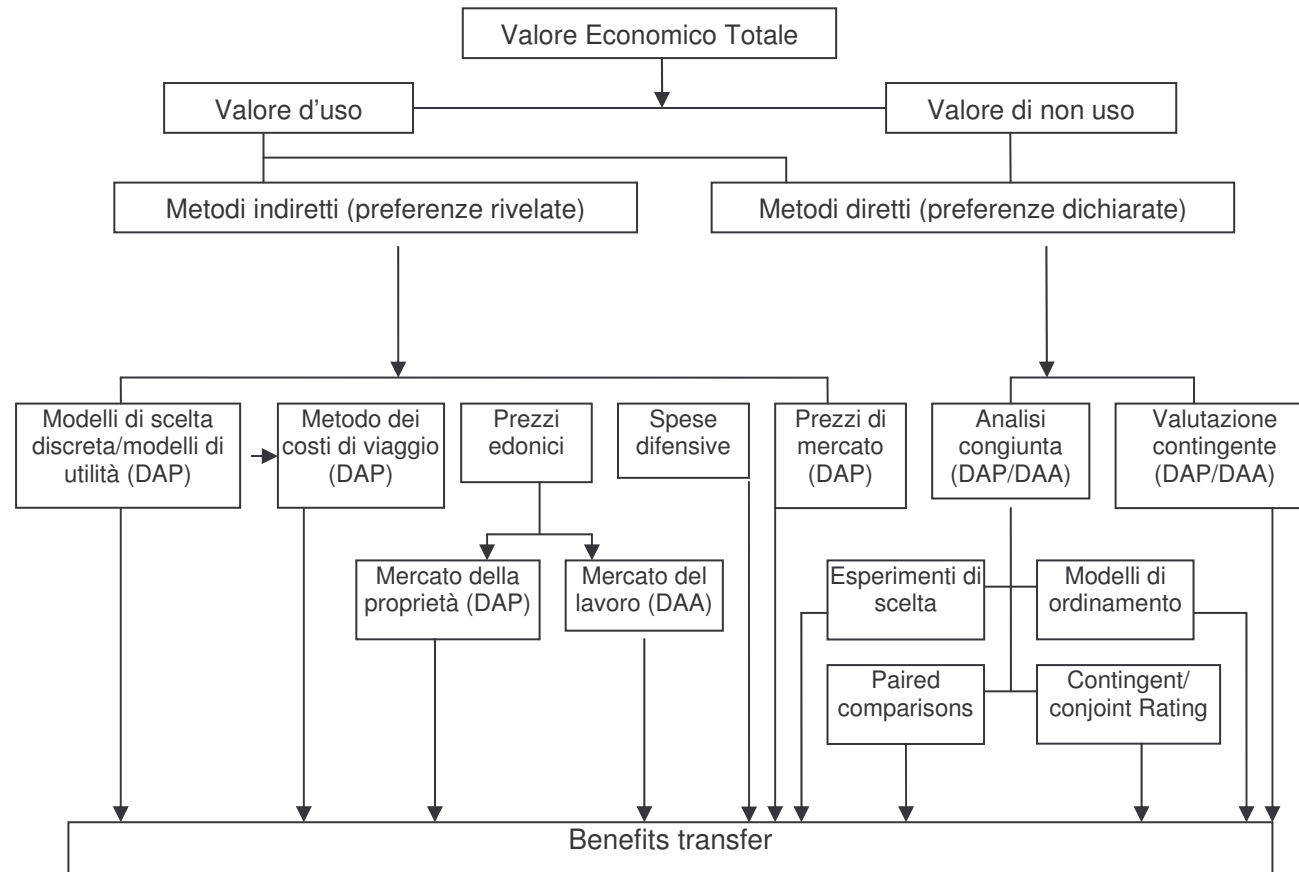 Valore Economico Totale
Valore d'uso
Valore di non uso
Metodi indiretti (preferenze rivelate)
Metodi diretti (preferenze dichiarate)
Modelli di scelta
discreta/modelli di
utilità (DAP)
Metodo dei
costi di viaggio
(DAP)
Prezzi
edonici
Spese
difensive
Prezzi di
mercato
(DAP)
Analisi
congiunta
(DAP/DAA)
Valutazione
contingente
(DAP/DAA)
Mercato della
proprietà (DAP)
Mercato del
lavoro (DAA)
Esperimenti di
scelta
Modelli di
ordinamento
Paired
comparisons
Contingent/
conjoint Rating
Benefits transfer